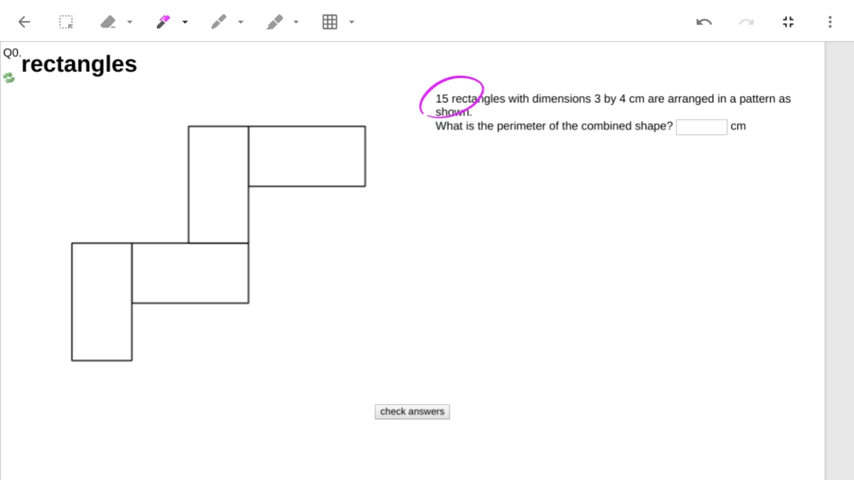 Q0.
rectangles
15 rectangles with dimensions 3 by 4 cm are arranged in a pattern as
shown.
What is the perimeter of the combined shape? cm
check answers